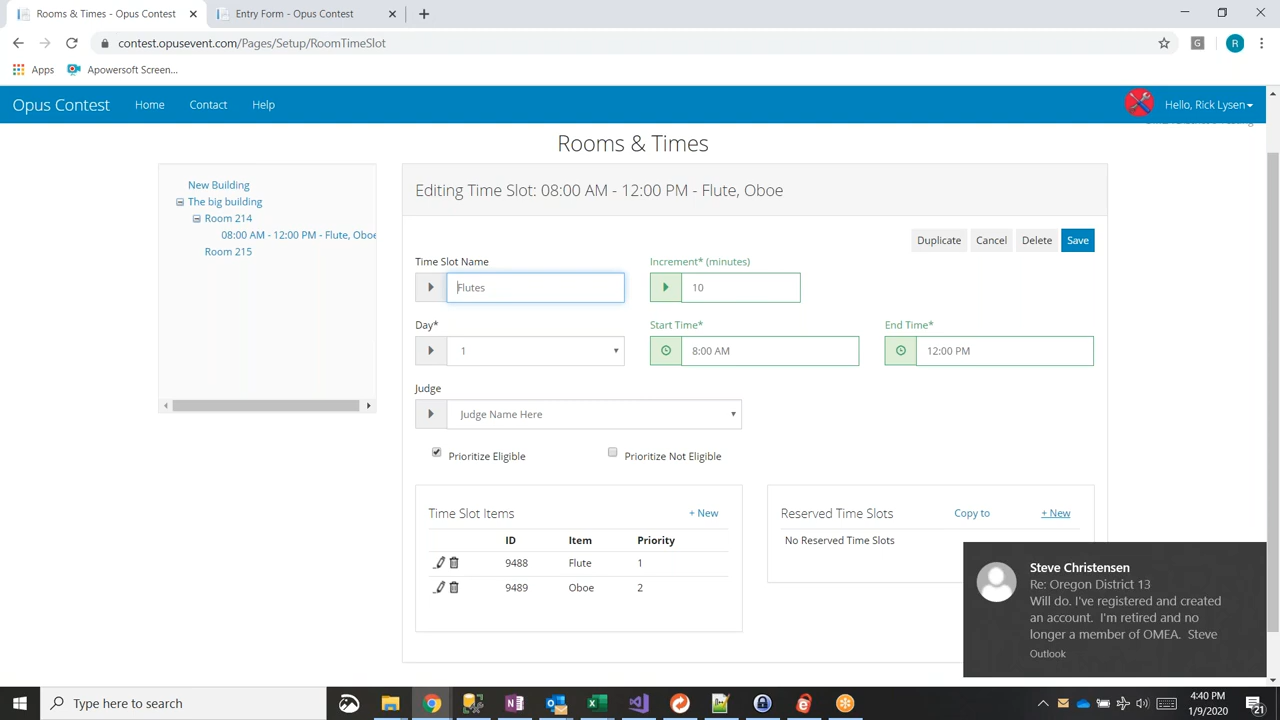 Rooms & Times - Opus Contest
Entry Form - Opus Contest
contest.opusevent.com/Pages/Setup/RoomTimeSlot
G
R
Apps
Apowersoft Screen...
Opus Contest
Home
Contact
Help
Hello, Rick Lysen
Rooms & Times
New Building
The big building
Room 214
08:00 AM - 12:00 PM - Flute, Oboe
Room 215
Editing Time Slot: 08:00 AM - 12:00 PM - Flute, Oboe
Duplicate
Cancel
Delete
Save
Time Slot Name
Increment* (minutes)
Flutes
10
Day*
Start Time*
End Time*
1
8:00 AM
12:00 PM
Judge
Judge Name Here
Prioritize Eligible
Prioritize Not Eligible
Time Slot Items
+ New
ID Item Priority
9488 Flute 1
9489 Oboe 2
Reserved Time Slots
Copy to
+ New
No Reserved Time Slots
Steve Christensen
Re: Oregon District 13
Will do. I've registered and created
an account. I'm retired and no
longer a member of OMEA. Steve
Outlook
Type here to search
4:40 PM
1/9/2020
21